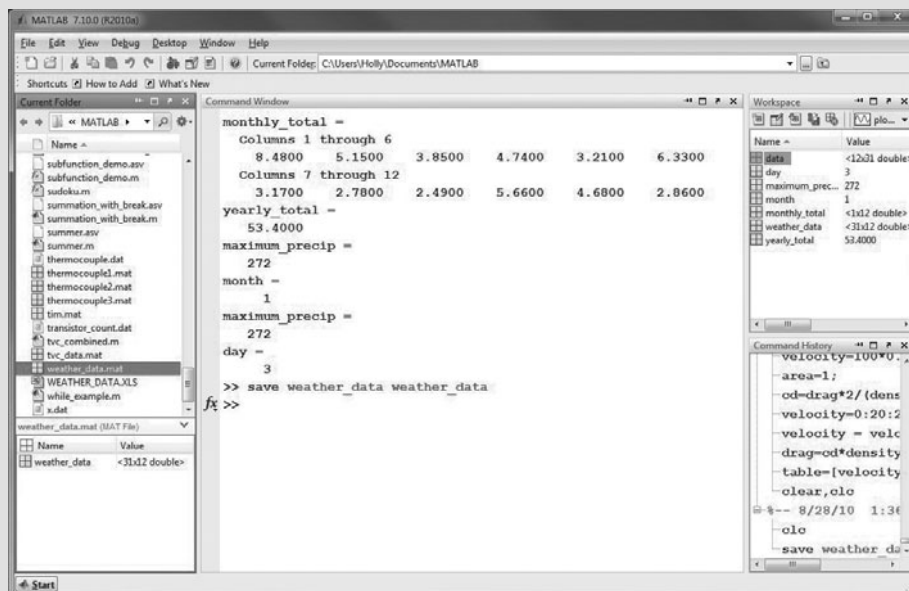 MATLAB 7.10.0 (R2010a)
File Edit View Debug Desktop Window Help
Current Folder: C:\Users\Holly\Documents\MATLAB
Shortcuts How to Add What's New
Current Folder
« MATLAB
Name
subfunction_demo.asv
subfunction_demo.m
sudoku.m
summation_with_break.asv
summation_with_break.m
summer.asv
summer.m
thermocouple.dat
thermocouple1.mat
thermocouple2.mat
thermocouple3.mat
tim.mat
transistor_count.dat
tvc_combined.m
tvc_data.mat
weather_data.mat
WEATHER_DATA.XLS
while_example.m
x.dat
weather_data.mat (MAT File)
Name Value
weather_data <31x12 double>
Start
Command Window
monthly_total =
Columns 1 through 6
8.4800 5.1500 3.8500 4.7400 3.2100 6.3300
Columns 7 through 12
3.1700 2.7800 2.4900 5.6600 4.6800 2.8600
yearly_total =
53.4000
maximum_precip =
272
month =
1
maximum_precip =
272
day =
3
>> save weather_data weather_data
fx >>
Workspace
plo...
Name Value
data <12x31 double>
day 3
maximum_prec... 272
month 1
monthly_total <1x12 double>
weather_data <31x12 double>
yearly_total 53.4000
Command History
velocity=100*0.
area=1;
cd=drag*2/(dens
velocity=0:20:2
velocity = velo
drag=cd*density
table=[velocity
clear,clc
%-- 8/28/10 1:36
clc
save weather_da